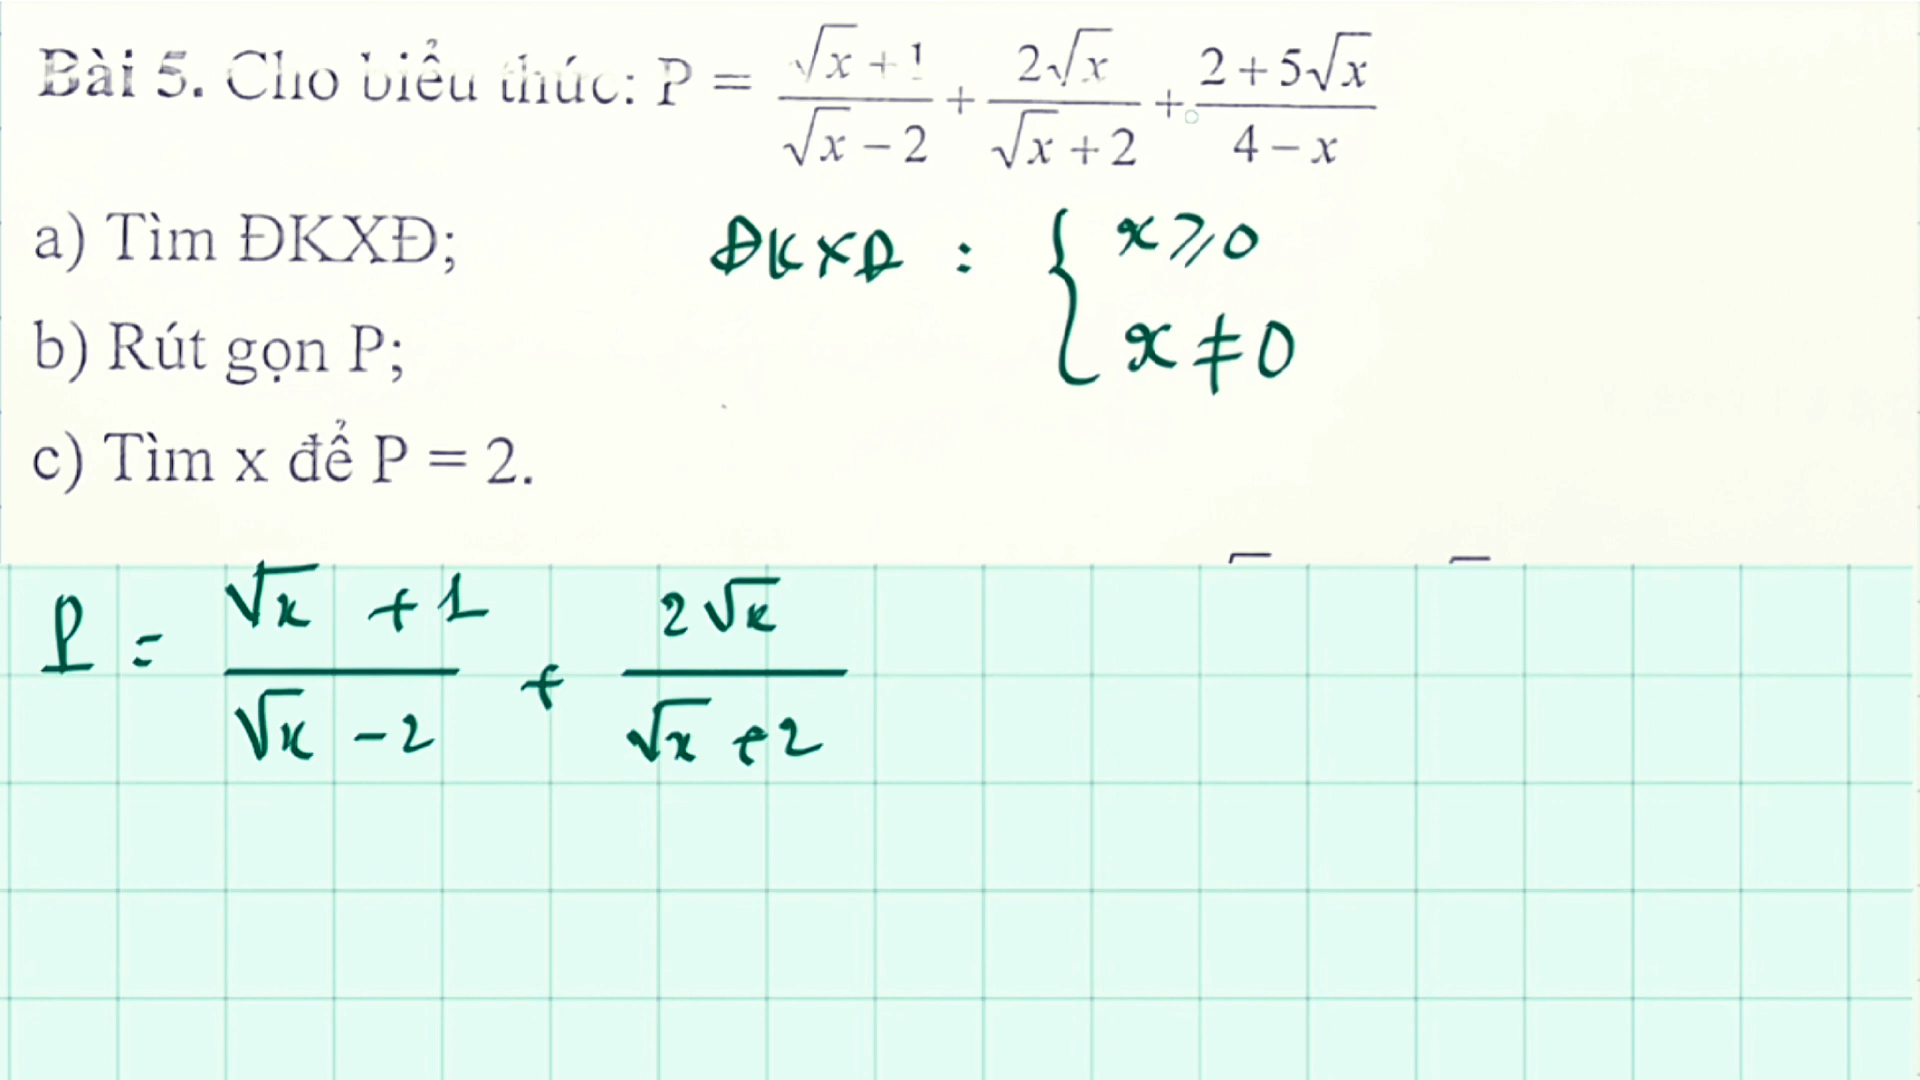 Bài 5. Cho biểu thức: P = (√x + 1)/(√x − 2) + 2√x/(√x + 2) + (2 + 5√x)/(4 − x)
a) Tìm ĐKXĐ;
ĐKXĐ : { x ⩾ 0
b) Rút gọn P;
x ≠ 0
c) Tìm x để P = 2.
P = (√x + 1)/(√x − 2) + 2√x/(√x + 2)